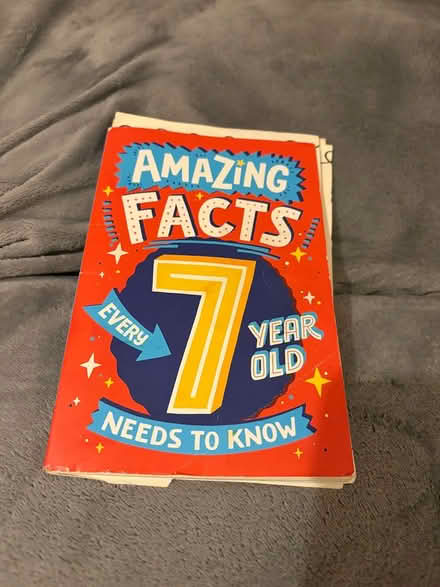 AMAZING
FACTS
EVERY
7
YEAR
OLD
NEEDS TO KNOW